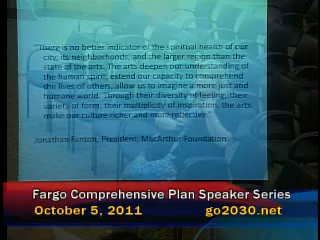 "There is no better indicator of the spiritual health of our
city, its neighborhoods, and the larger region than the
state of the arts. The arts deepen our understanding of
the human spirit, extend our capacity to comprehend
the lives of others, allow us to imagine a more just and
humane world. Through their diversity of feeling, their
variety of form, their multiplicity of inspiration, the arts
make our culture richer and more reflective."
Jonathan Fanton, President, MacArthur Foundation
Fargo Comprehensive Plan Speaker Series
October 5, 2011 go2030.net